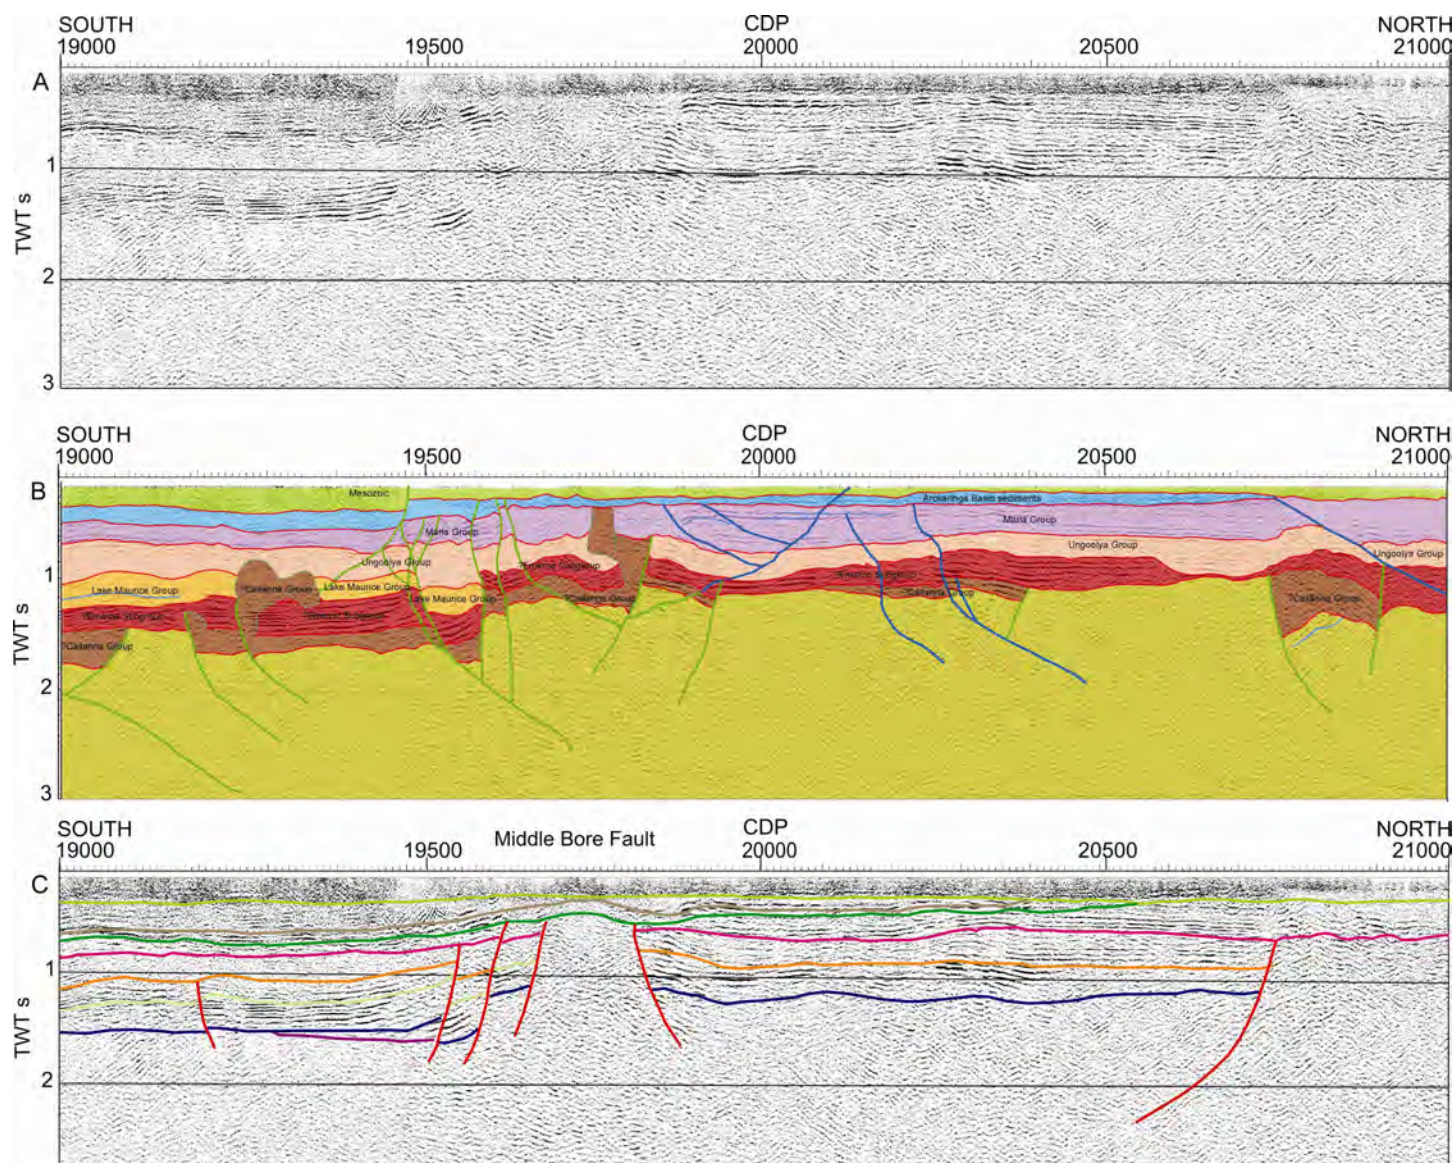 SOUTH CDP NORTH
19000 19500 20000 20500 21000
A
1
TWT s
2
3
SOUTH CDP NORTH
19000 19500 20000 20500 21000
B
Mesozoic
Arckaringa Basin sediments
Marla Group Marla Group
Ungoolya Group Ungoolya Group Ungoolya Group
1
Lake Maurice Group ?Callanna Group Lake Maurice Group Lake Maurice Group ?Callanna Group ?Callanna Group ?Callanna Group
TWT s
?Callanna Group
2
3
SOUTH Middle Bore Fault CDP NORTH
19000 19500 20000 20500 21000
C
1
TWT s
2